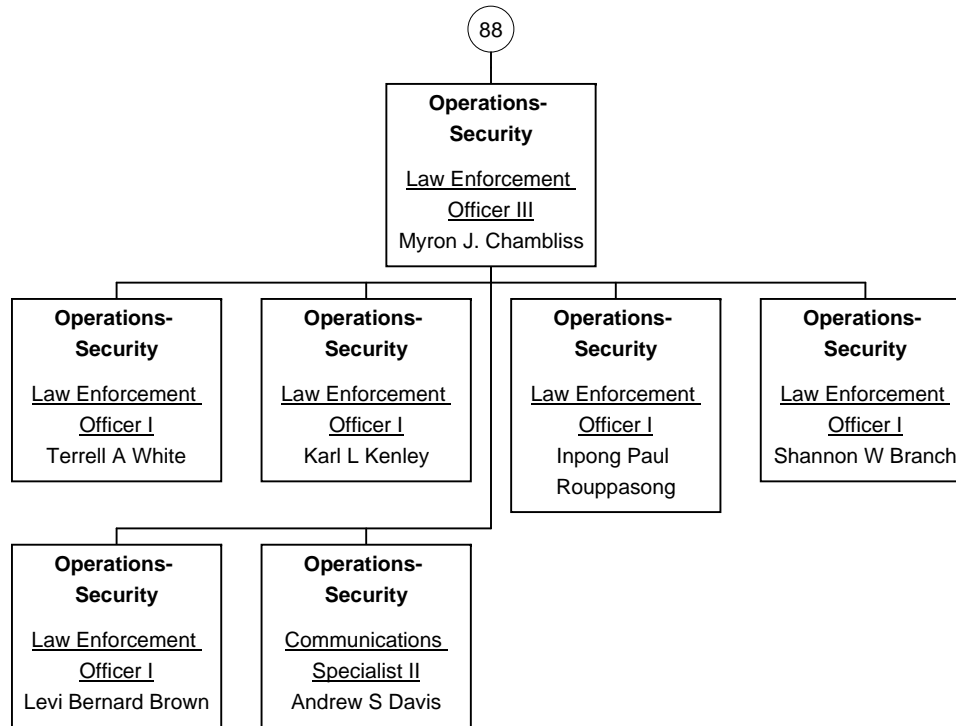 88
Operations-
Security
Law Enforcement
Officer III
Myron J. Chambliss
Operations-
Security
Law Enforcement
Officer I
Terrell A White
Operations-
Security
Law Enforcement
Officer I
Karl L Kenley
Operations-
Security
Law Enforcement
Officer I
Inpong Paul
Rouppasong
Operations-
Security
Law Enforcement
Officer I
Shannon W Branch
Operations-
Security
Law Enforcement
Officer I
Levi Bernard Brown
Operations-
Security
Communications
Specialist II
Andrew S Davis